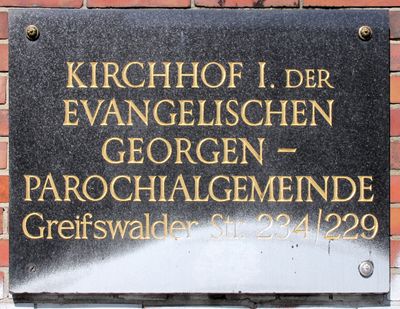 KIRCHHOF I. DER
EVANGELISCHEN
GEORGEN –
PAROCHIALGEMEINDE
Greifswalder Str. 234/229